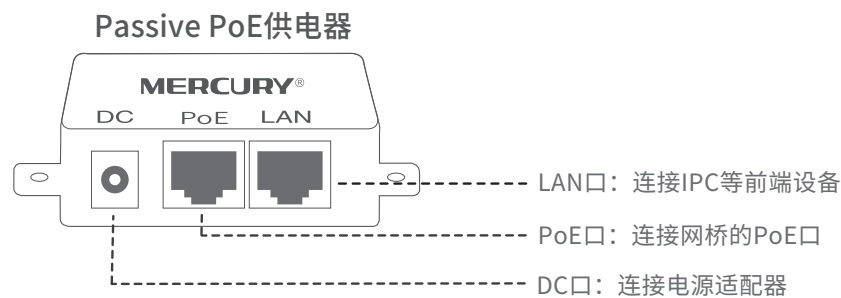 Passive PoE供电器
MERCURY®
DC PoE LAN
LAN口：连接IPC等前端设备
PoE口：连接网桥的PoE口
DC口：连接电源适配器